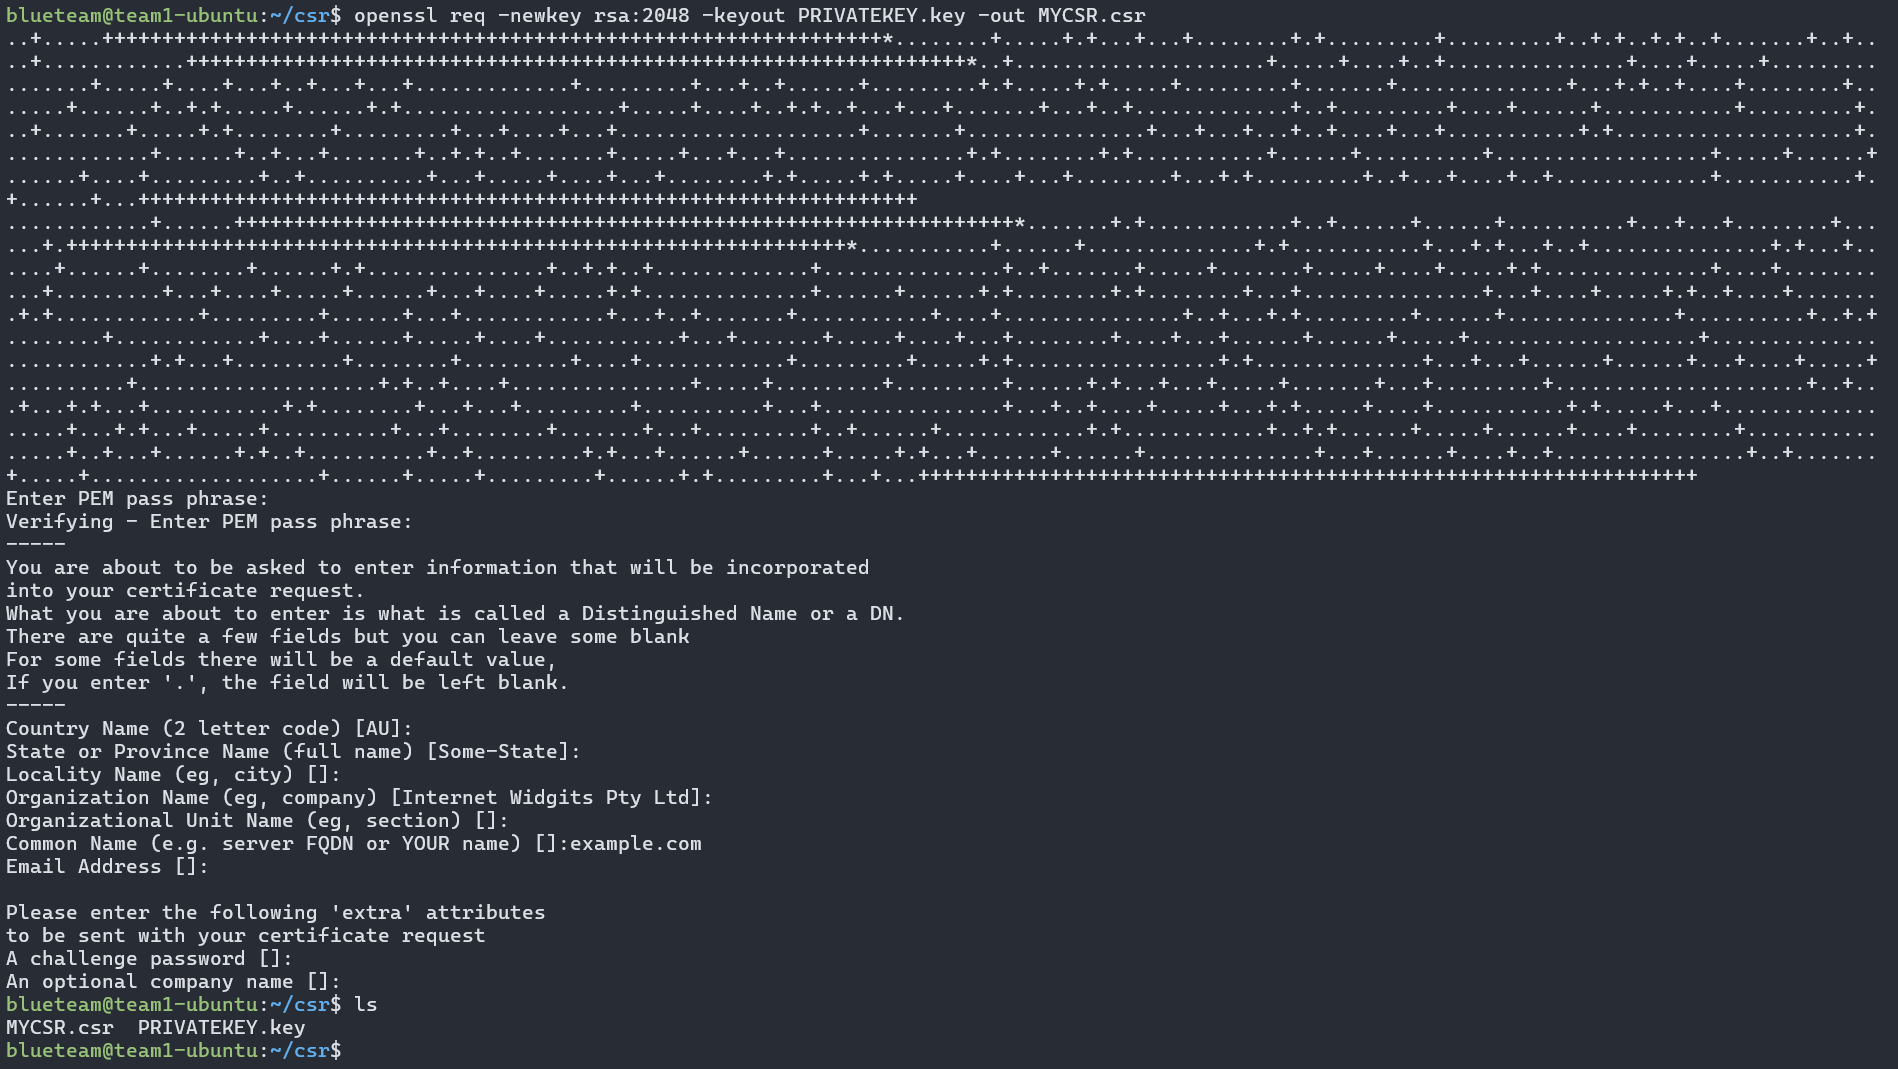 blueteam@team1-ubuntu:~/csr$ openssl req -newkey rsa:2048 -keyout PRIVATEKEY.key -out MYCSR.csr
Enter PEM pass phrase:
Verifying - Enter PEM pass phrase:
-----
You are about to be asked to enter information that will be incorporated
into your certificate request.
What you are about to enter is what is called a Distinguished Name or a DN.
There are quite a few fields but you can leave some blank
For some fields there will be a default value,
If you enter '.', the field will be left blank.
-----
Country Name (2 letter code) [AU]:
State or Province Name (full name) [Some-State]:
Locality Name (eg, city) []:
Organization Name (eg, company) [Internet Widgits Pty Ltd]:
Organizational Unit Name (eg, section) []:
Common Name (e.g. server FQDN or YOUR name) []:example.com
Email Address []:

Please enter the following 'extra' attributes
to be sent with your certificate request
A challenge password []:
An optional company name []:
blueteam@team1-ubuntu:~/csr$ ls
MYCSR.csr  PRIVATEKEY.key
blueteam@team1-ubuntu:~/csr$